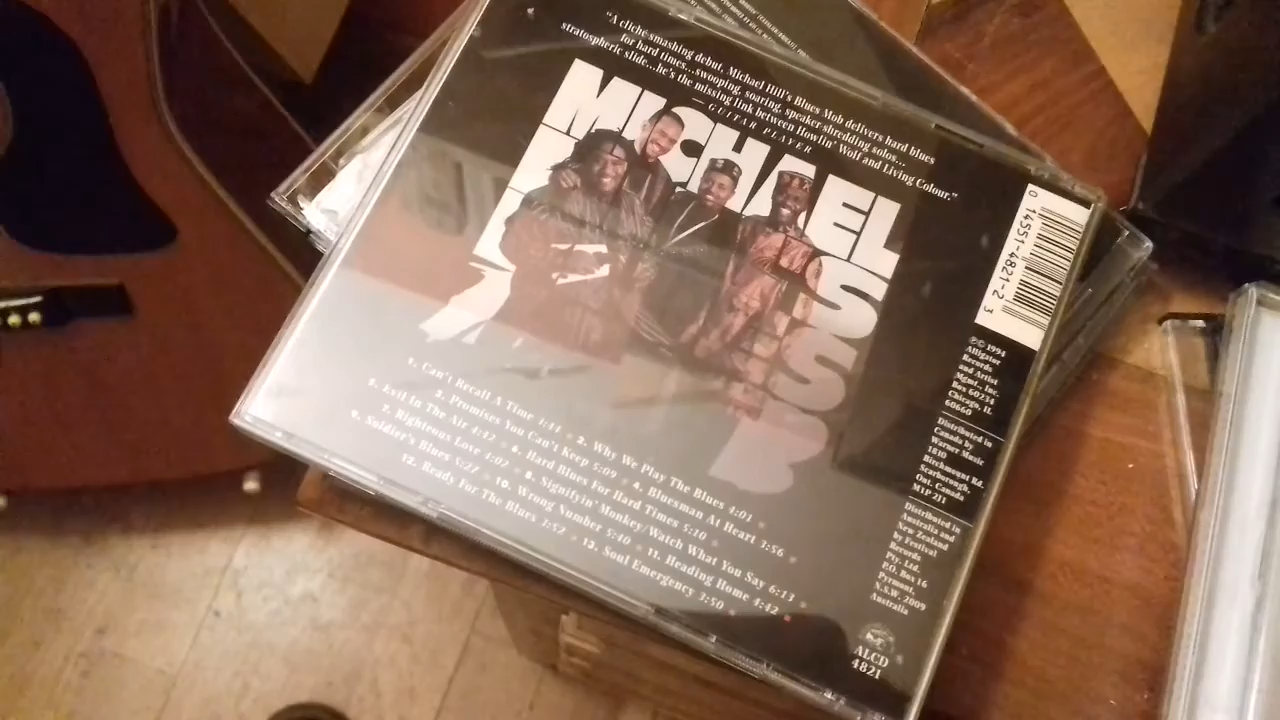 “A cliché-smashing debut, Michael Hill's Blues Mob delivers hard blues
for hard times...swooping, soaring, speaker-shredding solos...
stratospheric slide...he's the missing link between Howlin' Wolf and Living Colour.”
— GUITAR PLAYER
MICHAEL
1. Can't Recall A Time 4:43 • 2. Why We Play The Blues 4:01
3. Promises You Can't Keep 5:09 • 4. Bluesman At Heart 3:56
5. Evil In The Air 4:42 • 6. Hard Blues For Hard Times 5:10
7. Righteous Love 4:02 • 8. Signifyin' Monkey/Watch What You Say 6:13
9. Soldier's Blues 5:27 • 10. Wrong Number 5:40 • 11. Heading Home 4:42
12. Ready For The Blues 3:57 • 13. Soul Emergency 3:50
0 14551-4821-2 3
℗© 1994
Alligator
Records
and Artist
Mgmt., Inc.
Box 60234
Chicago, IL
60660
Distributed in
Canada by
Warner Music
1810
Birchmount Rd.
Scarborough,
Ont. Canada
M1P 2J1
Distributed in
Australia and
New Zealand
by Festival
Records
Pty. Ltd.
P.O. Box 16
Pyrmont,
N.S.W. 2009
Australia
ALCD
4821